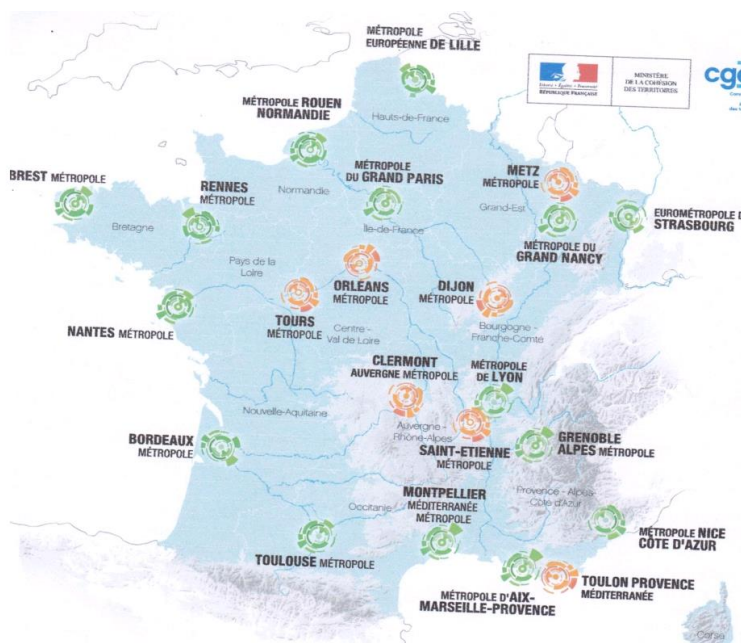 MÉTROPOLE
EUROPÉENNE DE LILLE
Hauts-de-France
Liberté • Égalité • Fraternité
RÉPUBLIQUE FRANÇAISE
MINISTÈRE
DE LA COHÉSION
DES TERRITOIRES
MÉTROPOLE ROUEN
NORMANDIE
BREST MÉTROPOLE
RENNES
MÉTROPOLE
Bretagne
Normandie
MÉTROPOLE
DU GRAND PARIS
Île-de-France
METZ
MÉTROPOLE
Grand-Est
MÉTROPOLE DU
GRAND NANCY
EUROMÉTROPOLE D
STRASBOURG
Pays de la
Loire
ORLÉANS
MÉTROPOLE
DIJON
MÉTROPOLE
NANTES MÉTROPOLE
TOURS
MÉTROPOLE
Centre -
Val de Loire
Bourgogne -
Franche-Comté
CLERMONT
AUVERGNE MÉTROPOLE
MÉTROPOLE
DE LYON
Nouvelle-Aquitaine
Auvergne -
Rhône-Alpes
BORDEAUX
MÉTROPOLE
SAINT-ETIENNE
MÉTROPOLE
GRENOBLE
ALPES MÉTROPOLE
MONTPELLIER
MÉDITERRANÉE
MÉTROPOLE
Occitanie
Provence - Alpes
Côte d'Azur
TOULOUSE MÉTROPOLE
MÉTROPOLE NICE
CÔTE D'AZUR
MÉTROPOLE D'AIX-
MARSEILLE-PROVENCE
TOULON PROVENCE
MÉDITERRANÉE
Corse